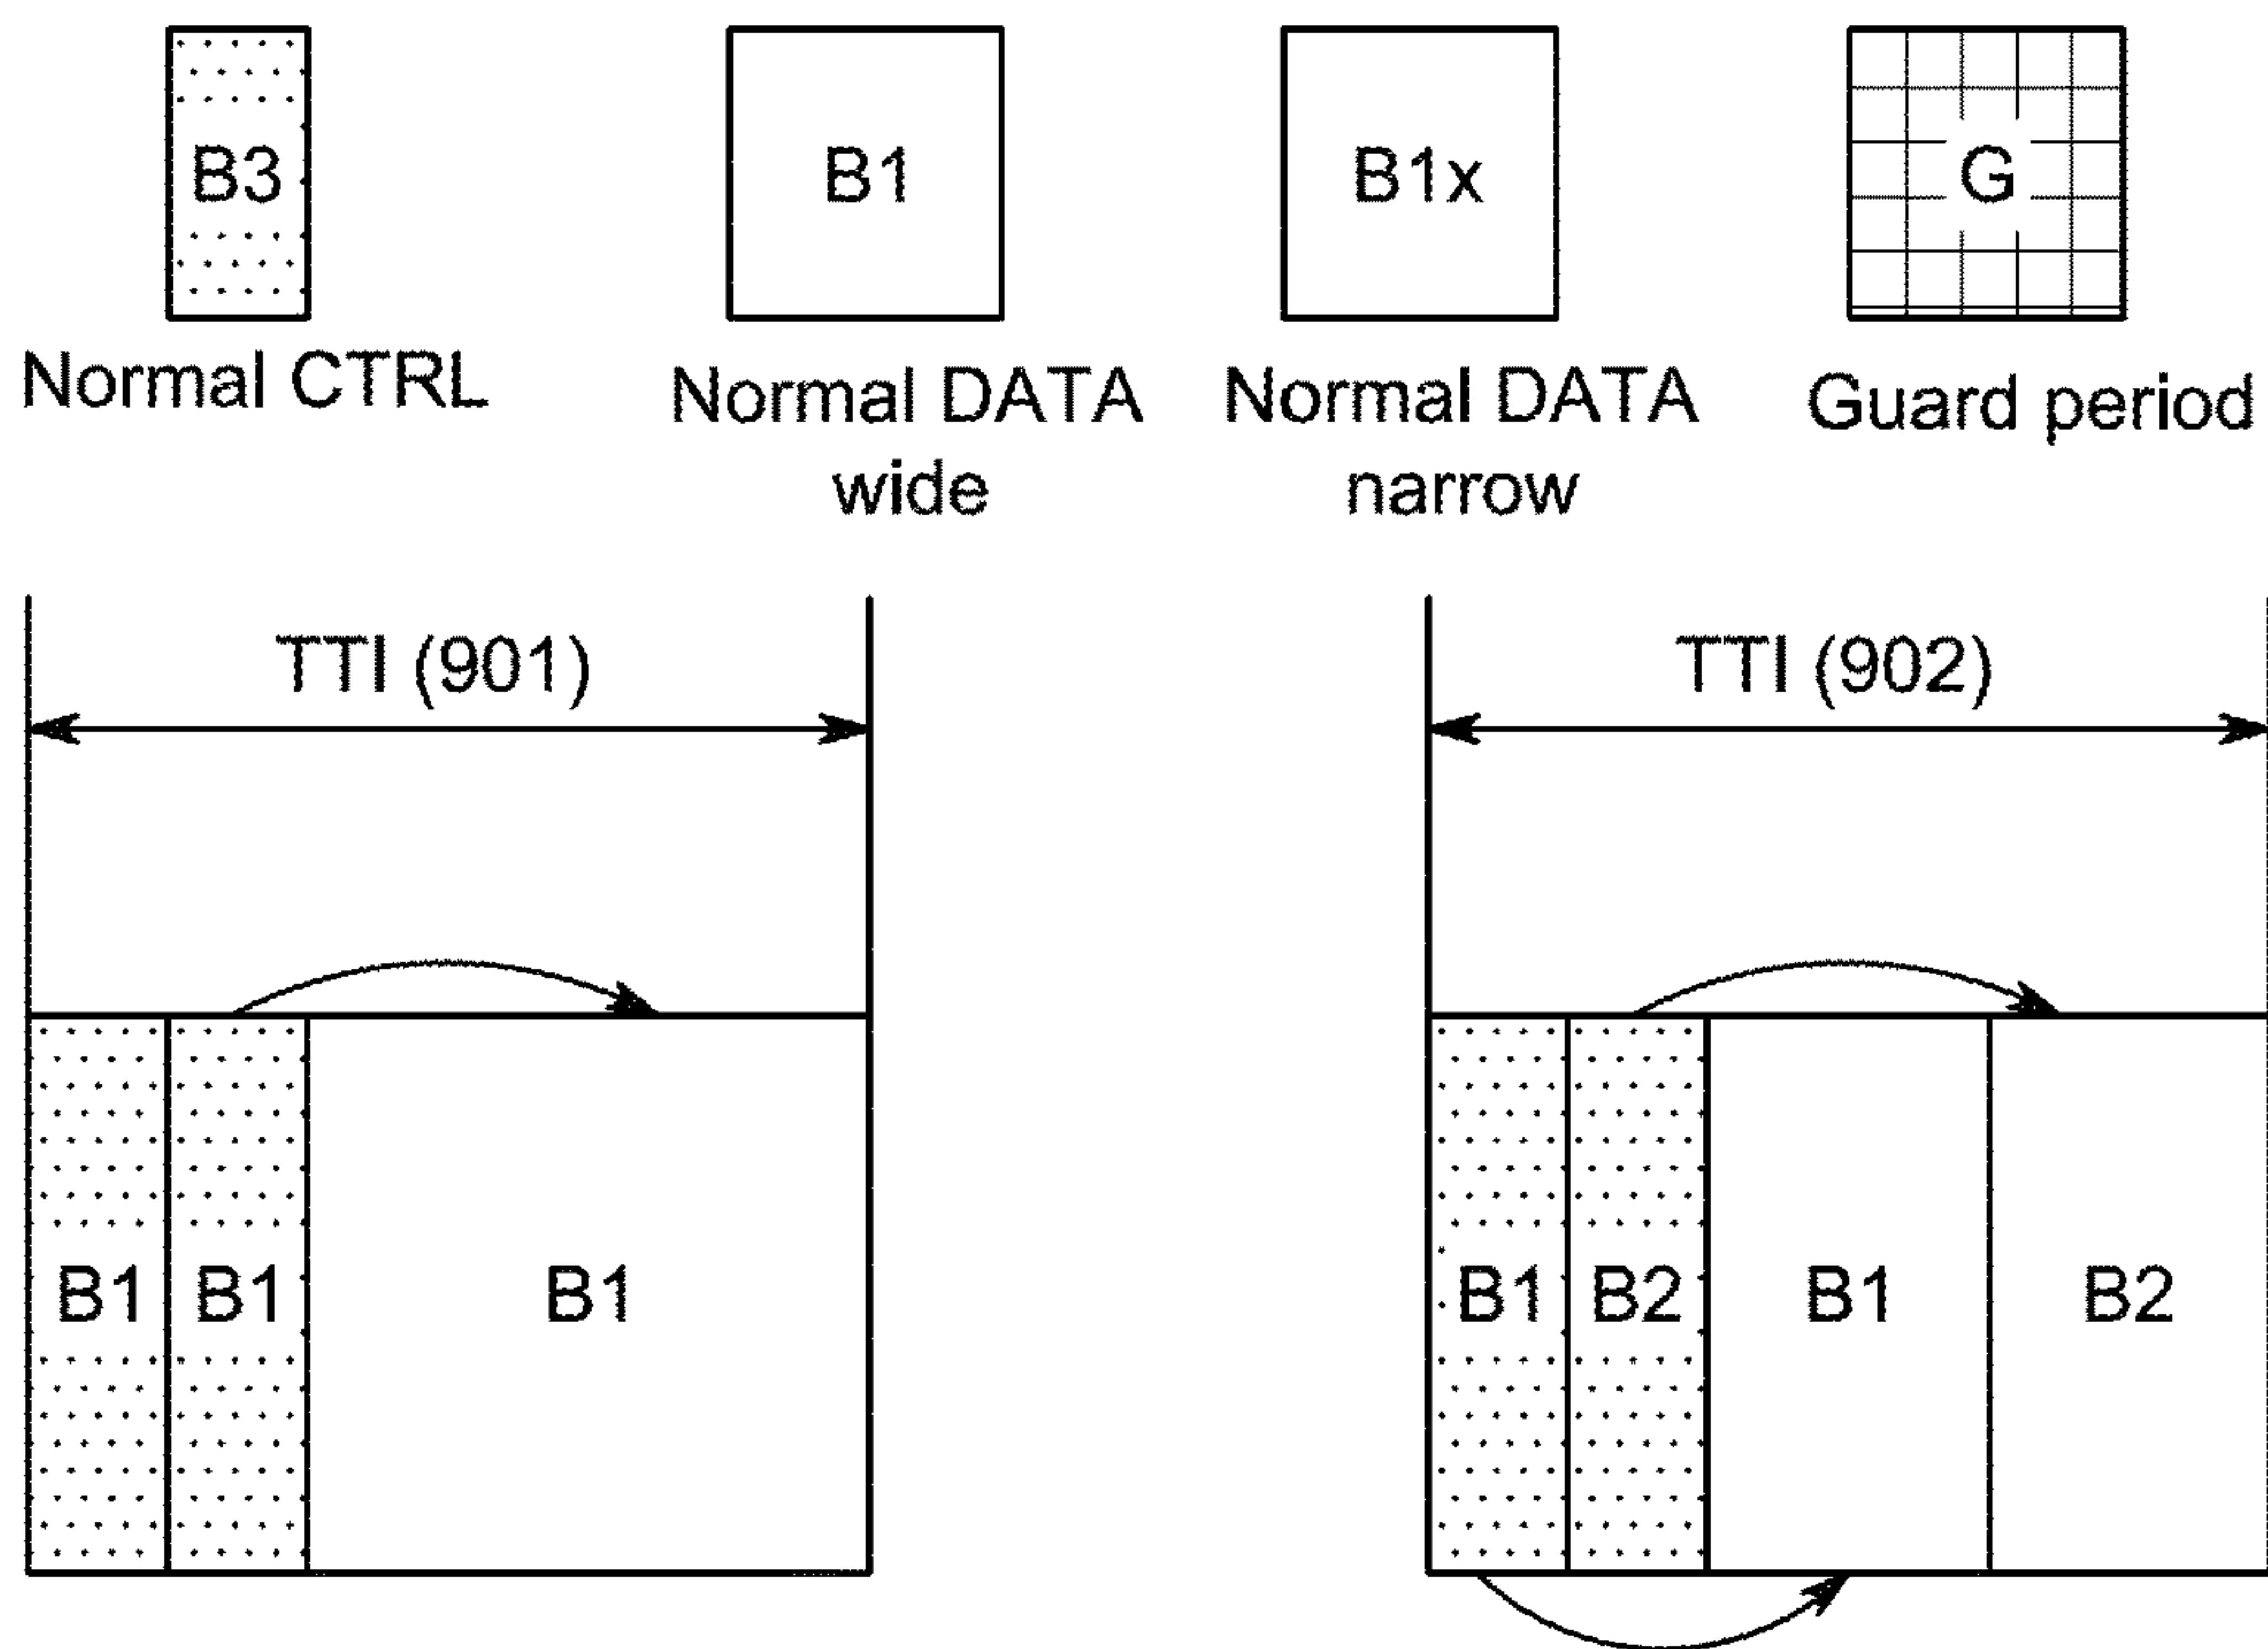 B3
B1
B1x
G
Normal CTRL
Normal DATA
wide
Normal DATA
narrow
Guard period
TTI (901)
TTI (902)
B1 B1 B1
B1 B2 B1 B2